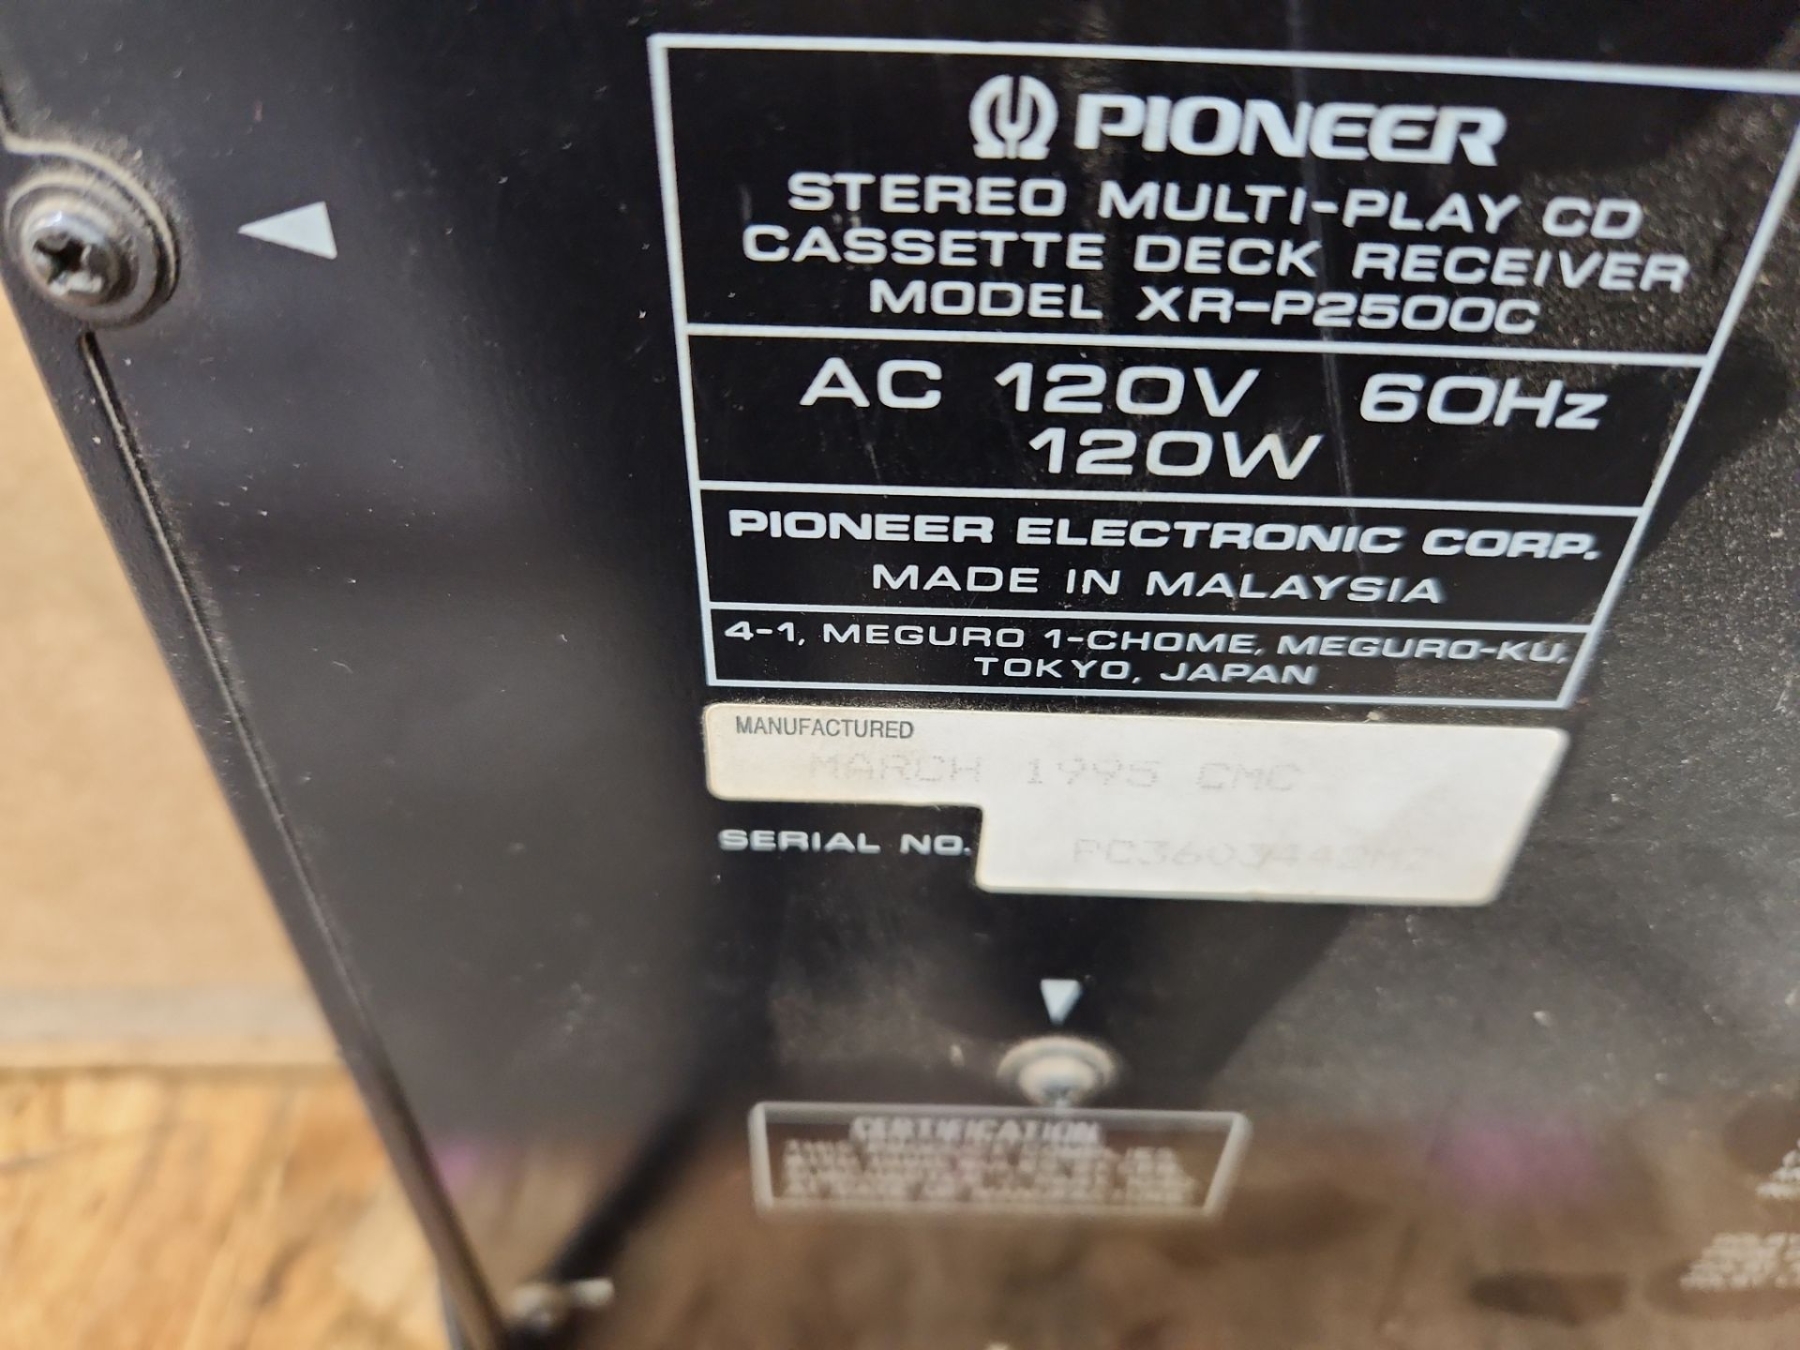 PIONEER
STEREO MULTI-PLAY CD
CASSETTE DECK RECEIVER
MODEL XR-P2500C
AC 120V 60Hz
120W
PIONEER ELECTRONIC CORP.
MADE IN MALAYSIA
4-1, MEGURO 1-CHOME, MEGURO-KU,
TOKYO, JAPAN
MANUFACTURED
MARCH 1995 CMC
SERIAL NO.
CERTIFICATION